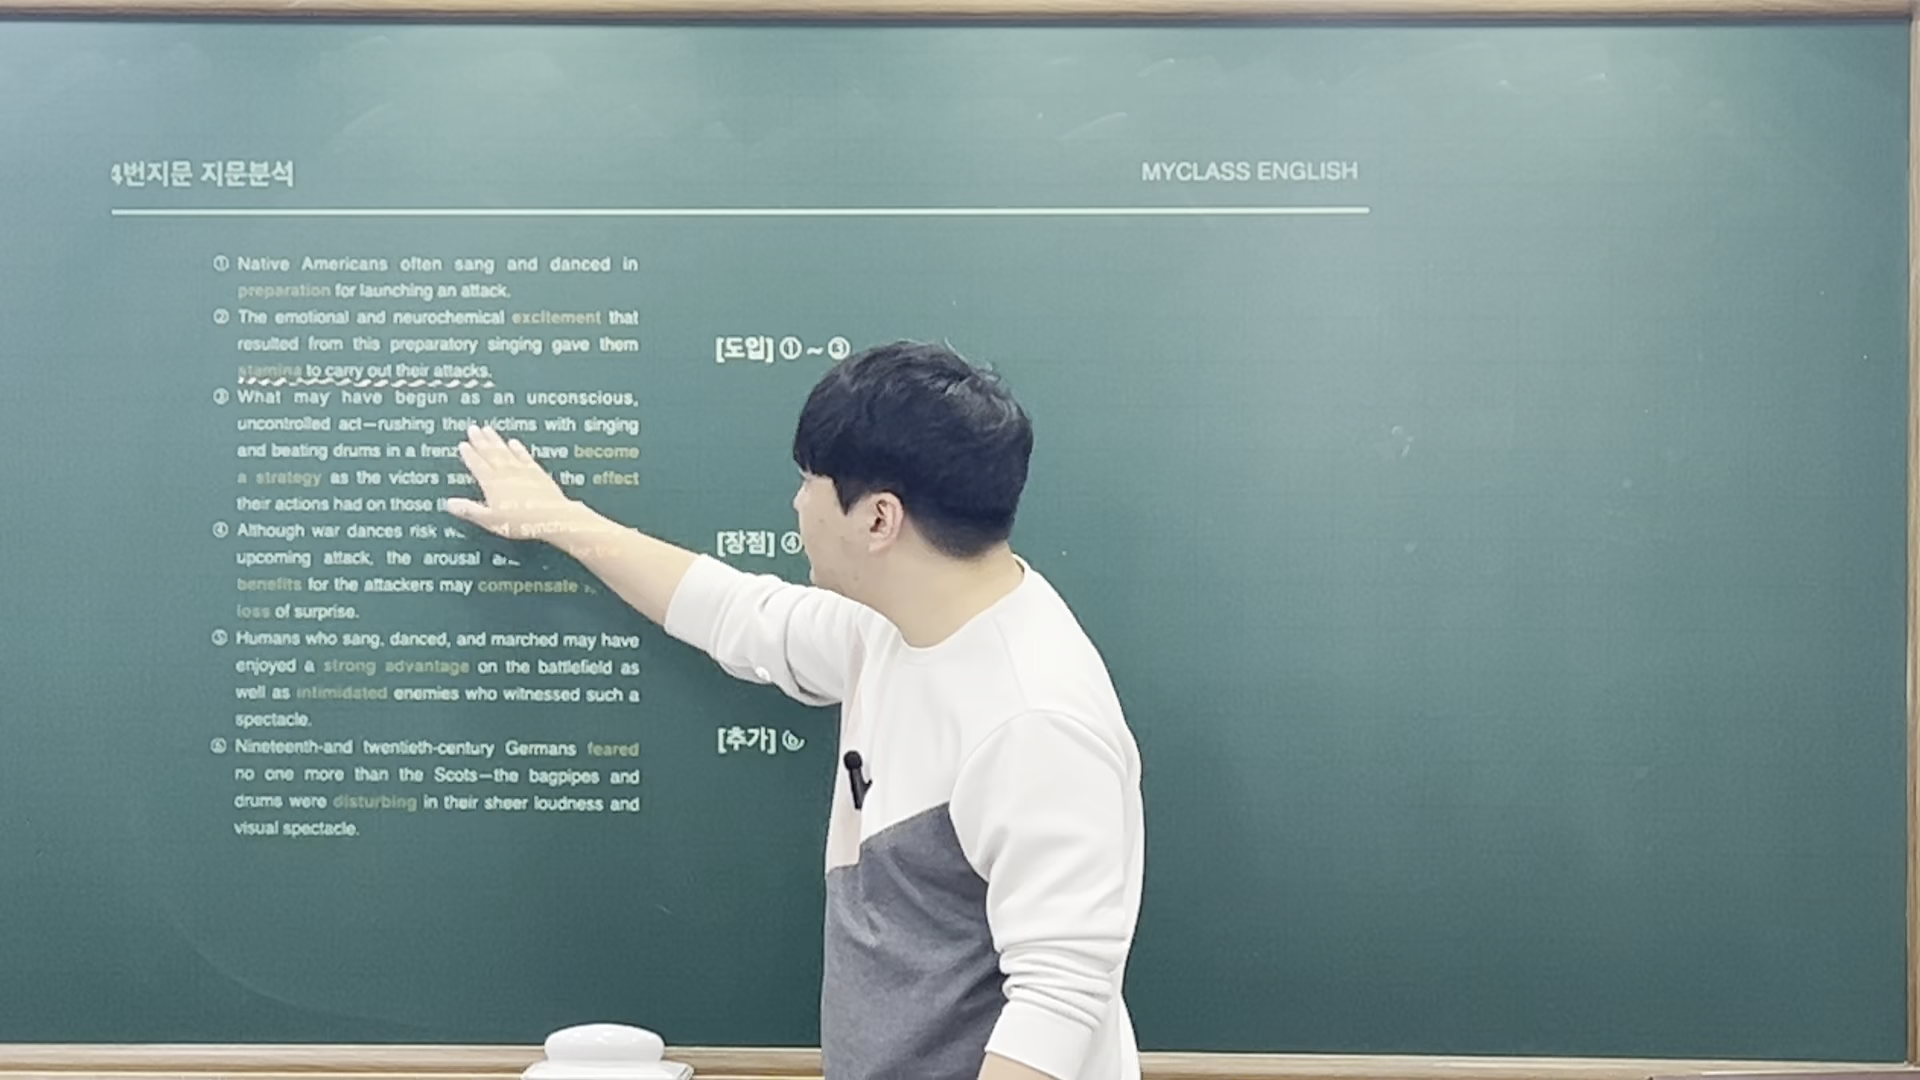 4번지문 지문분석
MYCLASS ENGLISH
① Native Americans often sang and danced in
preparation for launching an attack.
② The emotional and neurochemical excitement that
resulted from this preparatory singing gave them
stamina to carry out their attacks.
③ What may have begun as an unconscious,
uncontrolled act—rushing their victims with singing
and beating drums in a have become
a strategy as the victors the effect
their actions had on those
④ Although war dances risk
upcoming attack, the arousal
benefits for the attackers may compensate
loss of surprise.
⑤ Humans who sang, danced, and marched may have
enjoyed a strong advantage on the battlefield as
well as intimidated enemies who witnessed such a
spectacle.
⑥ Nineteenth-and twentieth-century Germans feared
no one more than the Scots—the bagpipes and
drums were disturbing in their sheer loudness and
visual spectacle.
[도입] ① ~ ③
[장점] ④
[추가] ⑥